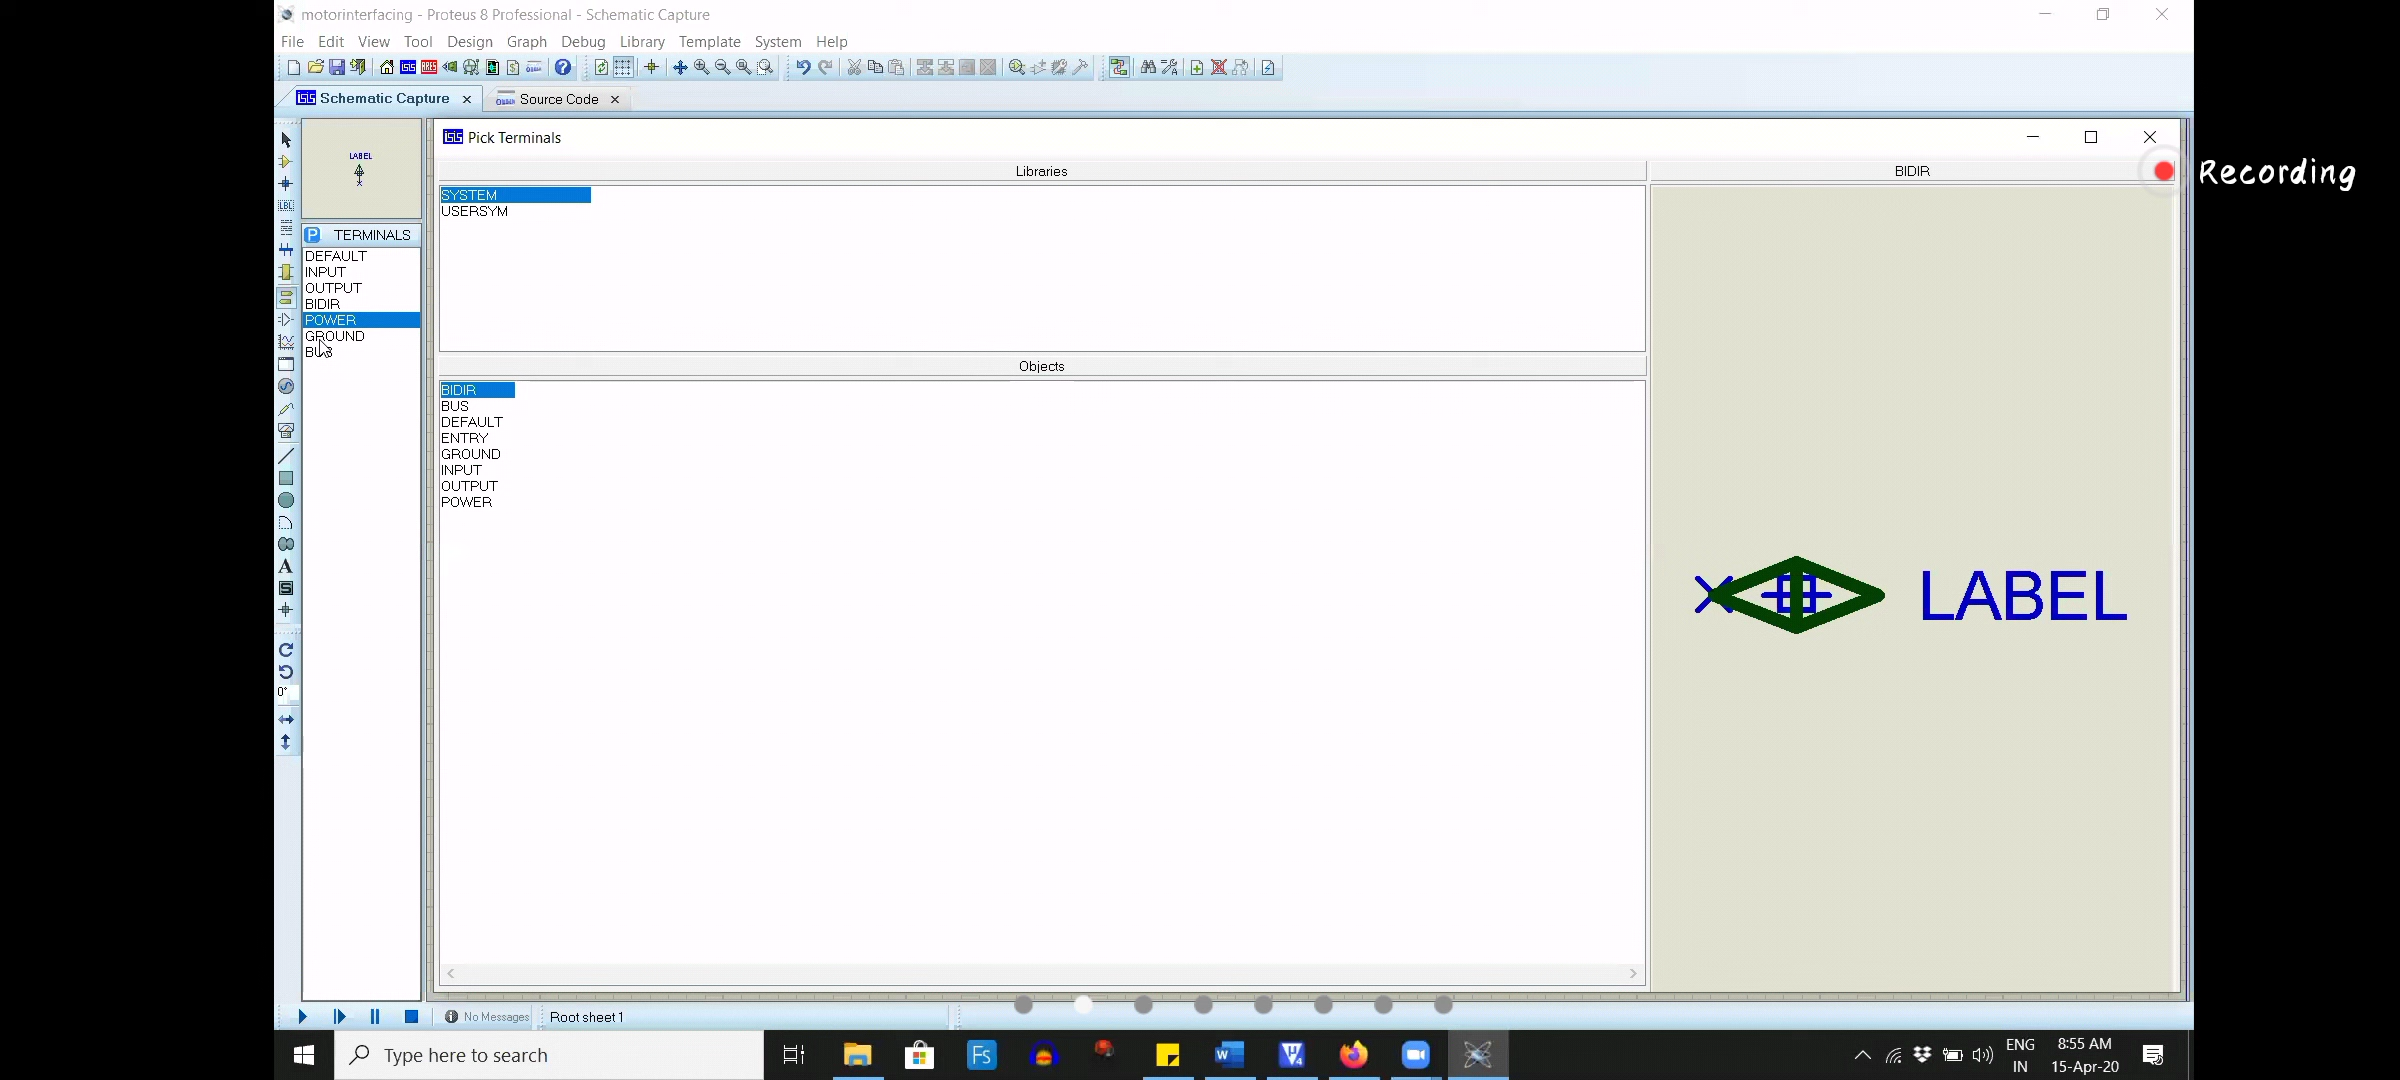 motorinterfacing - Proteus 8 Professional - Schematic Capture
File Edit View Tool Design Graph Debug Library Template System Help
Schematic Capture
Source Code
Pick Terminals
Libraries
BIDIR
Recording
SYSTEM
USERSYM
LABEL
P TERMINALS
DEFAULT
INPUT
OUTPUT
BIDIR
POWER
GROUND
Objects
BIDIR
BUS
DEFAULT
ENTRY
GROUND
INPUT
OUTPUT
POWER
LABEL
LBL
A
S
0°
No Messages
Root sheet 1
Type here to search
Fs
W
ENG
IN
8:55 AM
15-Apr-20